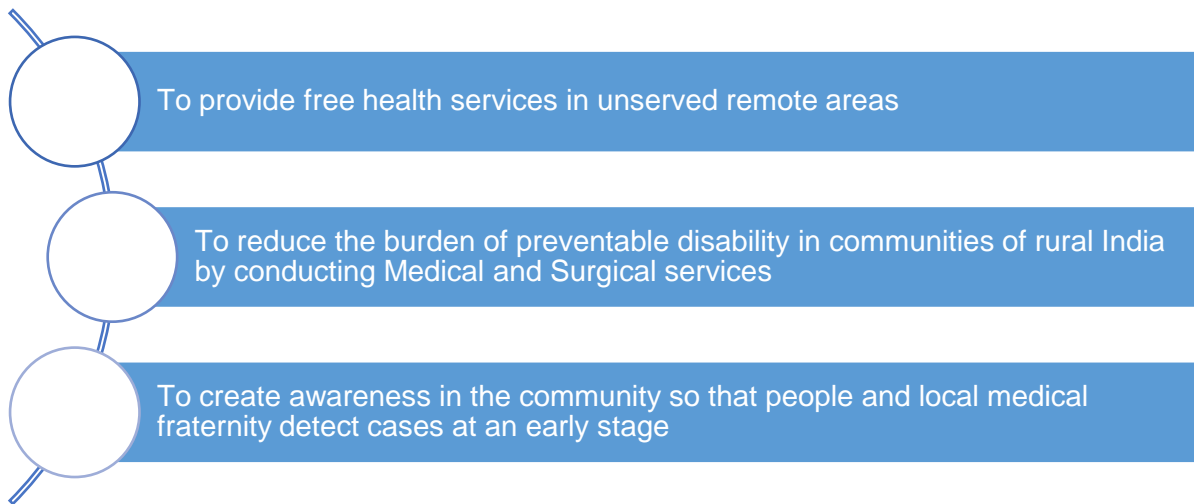 To provide free health services in unserved remote areas
To reduce the burden of preventable disability in communities of rural India
by conducting Medical and Surgical services
To create awareness in the community so that people and local medical
fraternity detect cases at an early stage